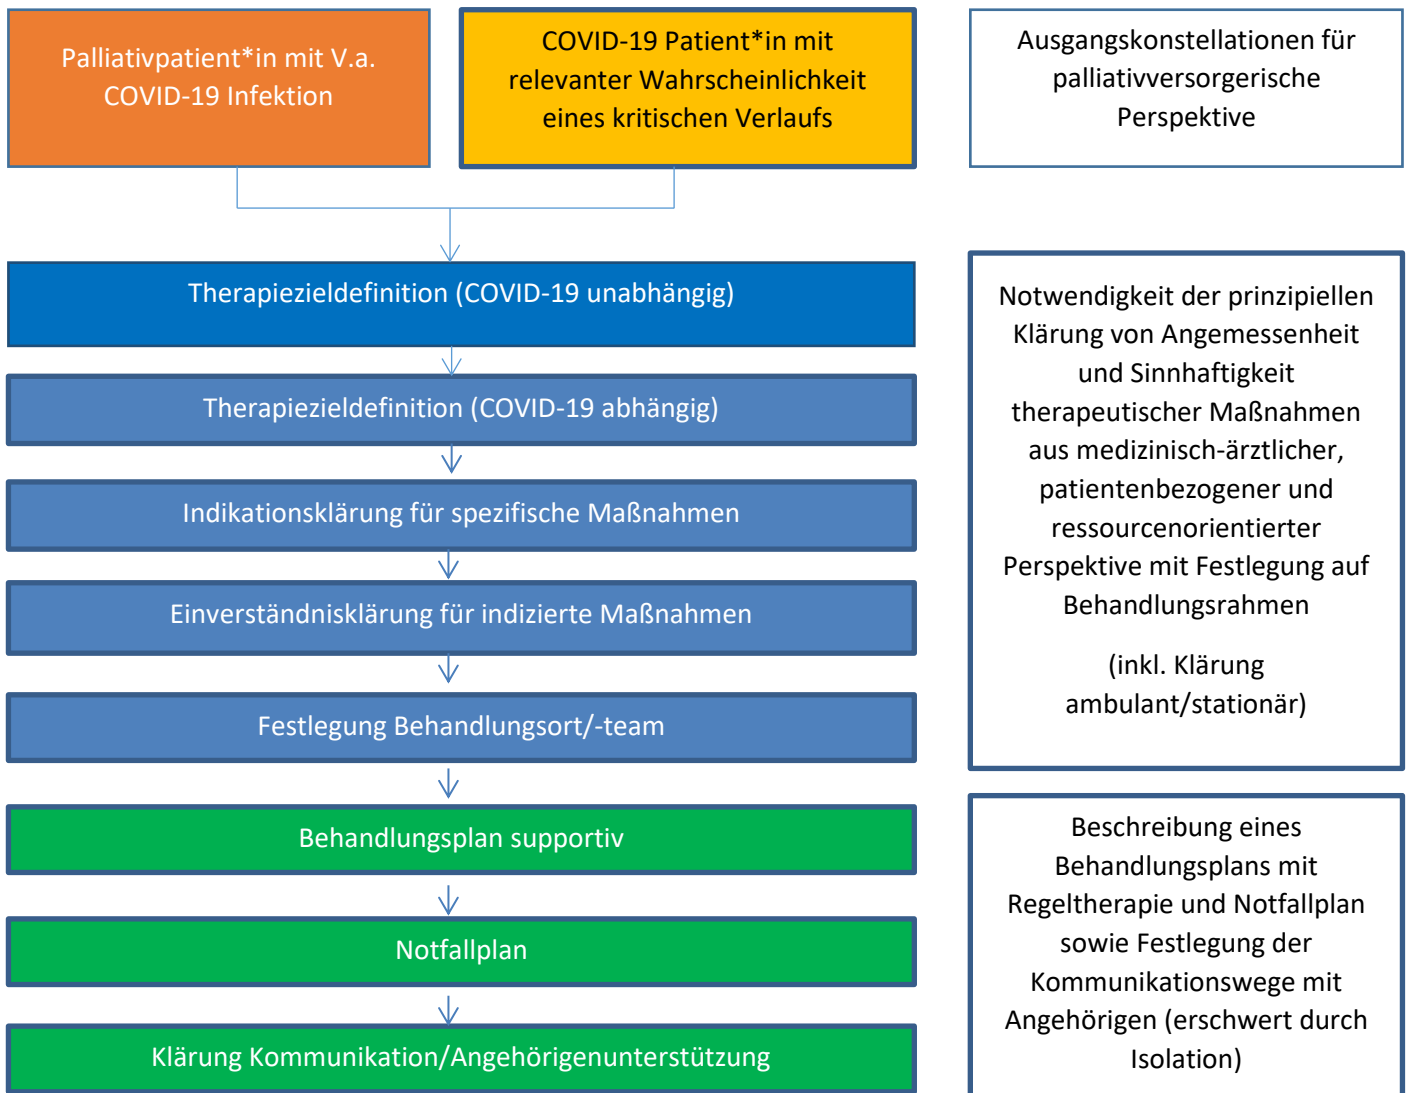 Palliativpatient*in mit V.a.
COVID-19 Infektion
COVID-19 Patient*in mit
relevanter Wahrscheinlichkeit
eines kritischen Verlaufs
Ausgangskonstellationen für
palliativversorgerische
Perspektive
Therapiezieldefinition (COVID-19 unabhängig)
Therapiezieldefinition (COVID-19 abhängig)
Indikationsklärung für spezifische Maßnahmen
Einverständnisklärung für indizierte Maßnahmen
Festlegung Behandlungsort/-team
Notwendigkeit der prinzipiellen
Klärung von Angemessenheit
und Sinnhaftigkeit
therapeutischer Maßnahmen
aus medizinisch-ärztlicher,
patientenbezogener und
ressourcenorientierter
Perspektive mit Festlegung auf
Behandlungsrahmen
(inkl. Klärung
ambulant/stationär)
Behandlungsplan supportiv
Notfallplan
Klärung Kommunikation/Angehörigenunterstützung
Beschreibung eines
Behandlungsplans mit
Regeltherapie und Notfallplan
sowie Festlegung der
Kommunikationswege mit
Angehörigen (erschwert durch
Isolation)